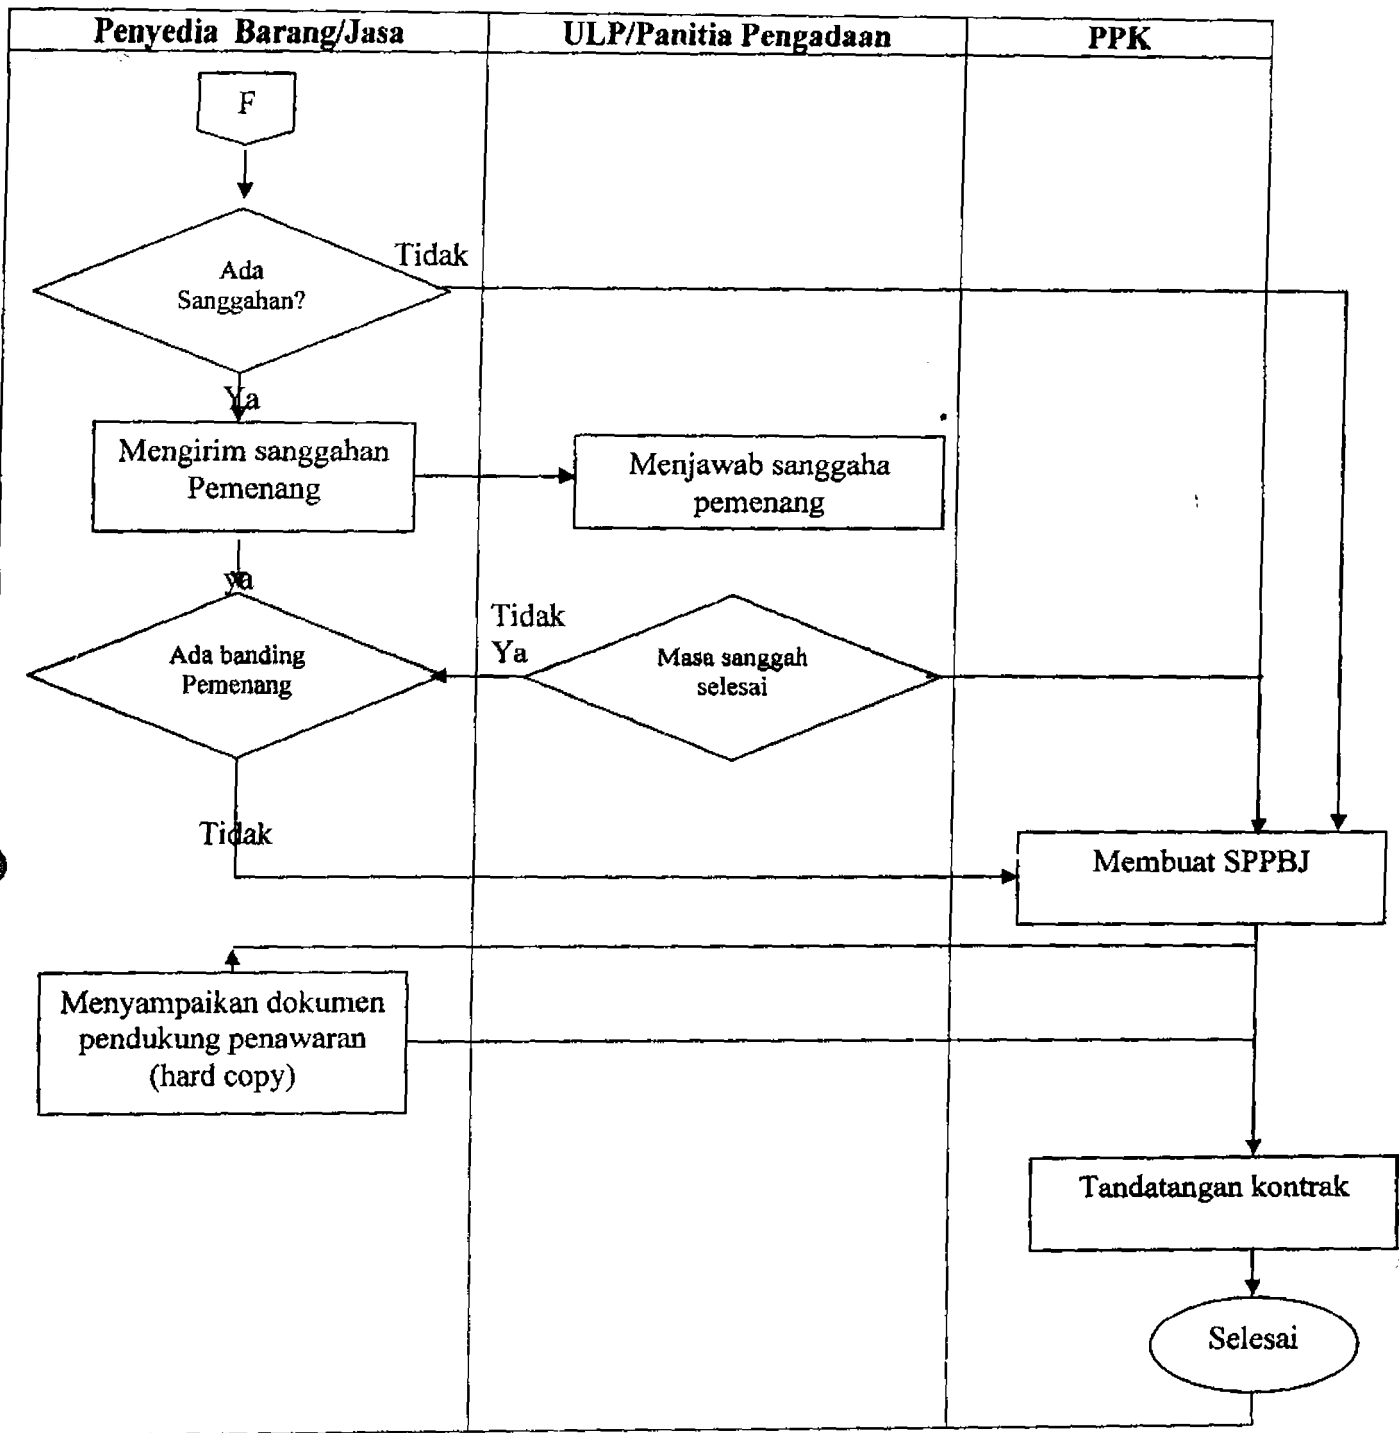 Penyedia Barang/Jasa
ULP/Panitia Pengadaan
PPK
F
Ada
Sanggahan?
Tidak
Ya
Mengirim sanggahan
Pemenang
Menjawab sanggaha
pemenang
ya
Ada banding
Pemenang
Tidak
Ya
Masa sanggah
selesai
Tidak
Membuat SPPBJ
Menyampaikan dokumen
pendukung penawaran
(hard copy)
Tandatangan kontrak
Selesai